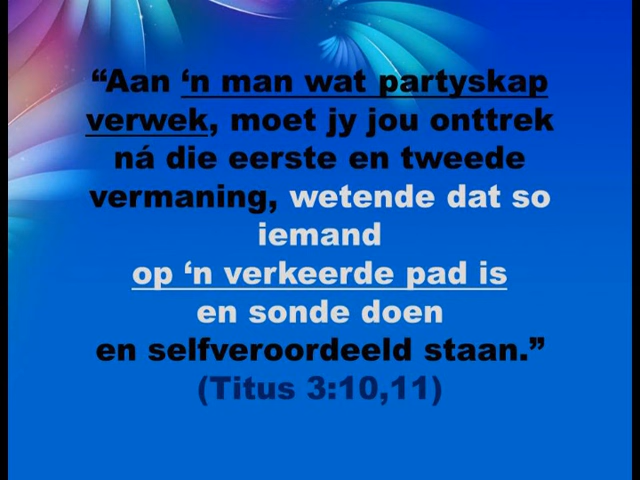 “Aan ‘n man wat partyskap
verwek, moet jy jou onttrek
ná die eerste en tweede
vermaning, wetende dat so
iemand
op ‘n verkeerde pad is
en sonde doen
en selfveroordeeld staan.”
(Titus 3:10,11)